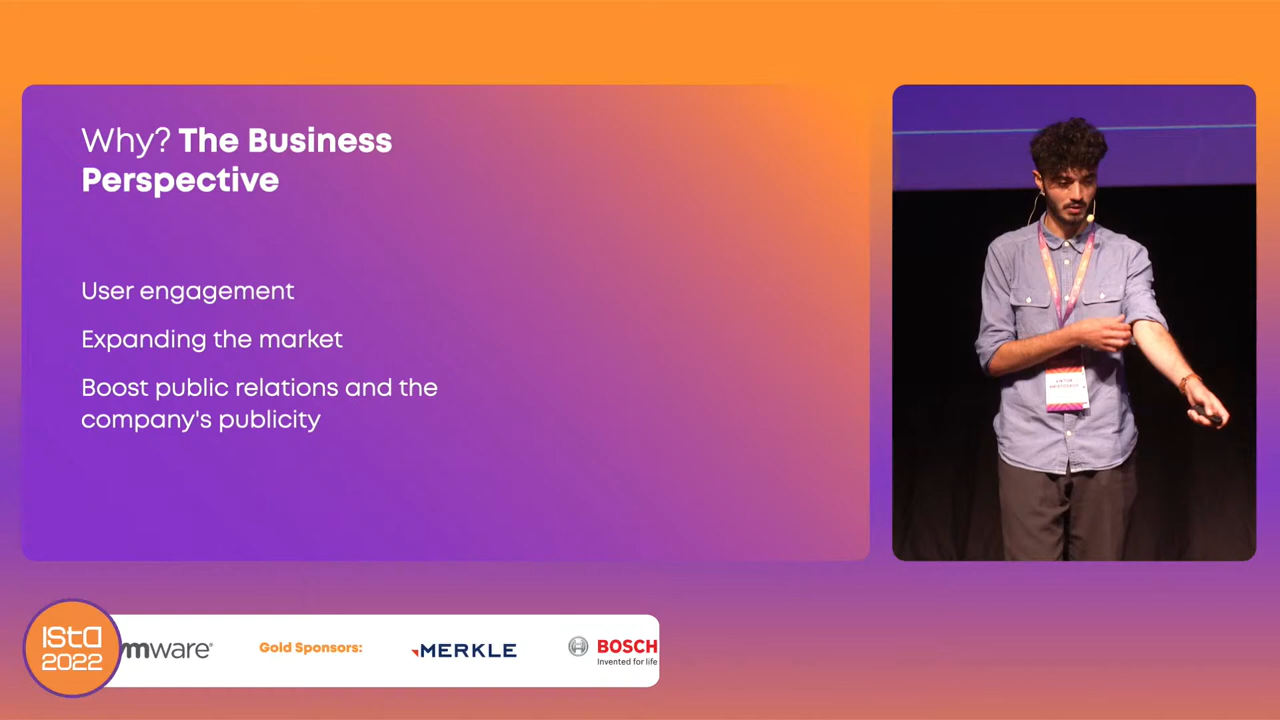 Why? The Business
Perspective
User engagement
Expanding the market
Boost public relations and the
company's publicity
ista
2022
mware®
Gold Sponsors:
MERKLE
BOSCH
Invented for life